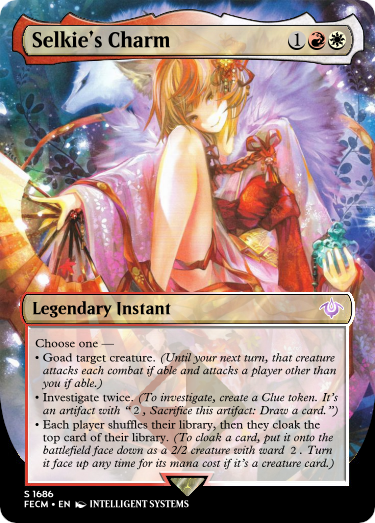 Selkie's Charm 1
Legendary Instant
Choose one —
• Goad target creature. (Until your next turn, that creature
attacks each combat if able and attacks a player other than
you if able.)
• Investigate twice. (To investigate, create a Clue token. It's
an artifact with “2, Sacrifice this artifact: Draw a card.”)
• Each player shuffles their library, then they cloak the
top card of their library. (To cloak a card, put it onto the
battlefield face down as a 2/2 creature with ward 2. Turn
it face up any time for its mana cost if it's a creature card.)
S 1686
FECM • EN INTELLIGENT SYSTEMS